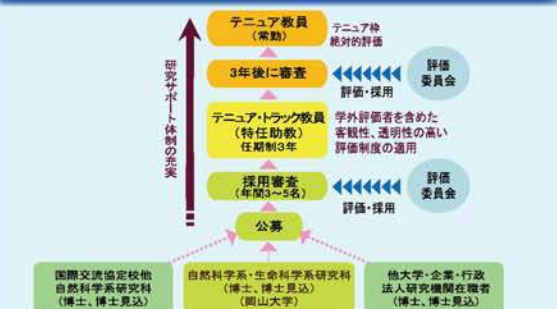 テニュア教員
(常勤)
テニュア枠
絶対的評価
3年後に審査
評価・採用
評価
委員会
研究サポート体制の充実
テニュア・トラック教員
(特任助教)
任期制3年
学外評価者を含めた
客観性、透明性の高い
評価制度の適用
採用審査
(年間3~5名)
評価・採用
評価
委員会
公募
国際交流協定校他
自然科学系研究科
(博士、博士見込)
自然科学系・生命科学系研究科
(博士、博士見込)
(岡山大学)
他大学・企業・行政
法人研究機関在職者
(博士、博士見込)